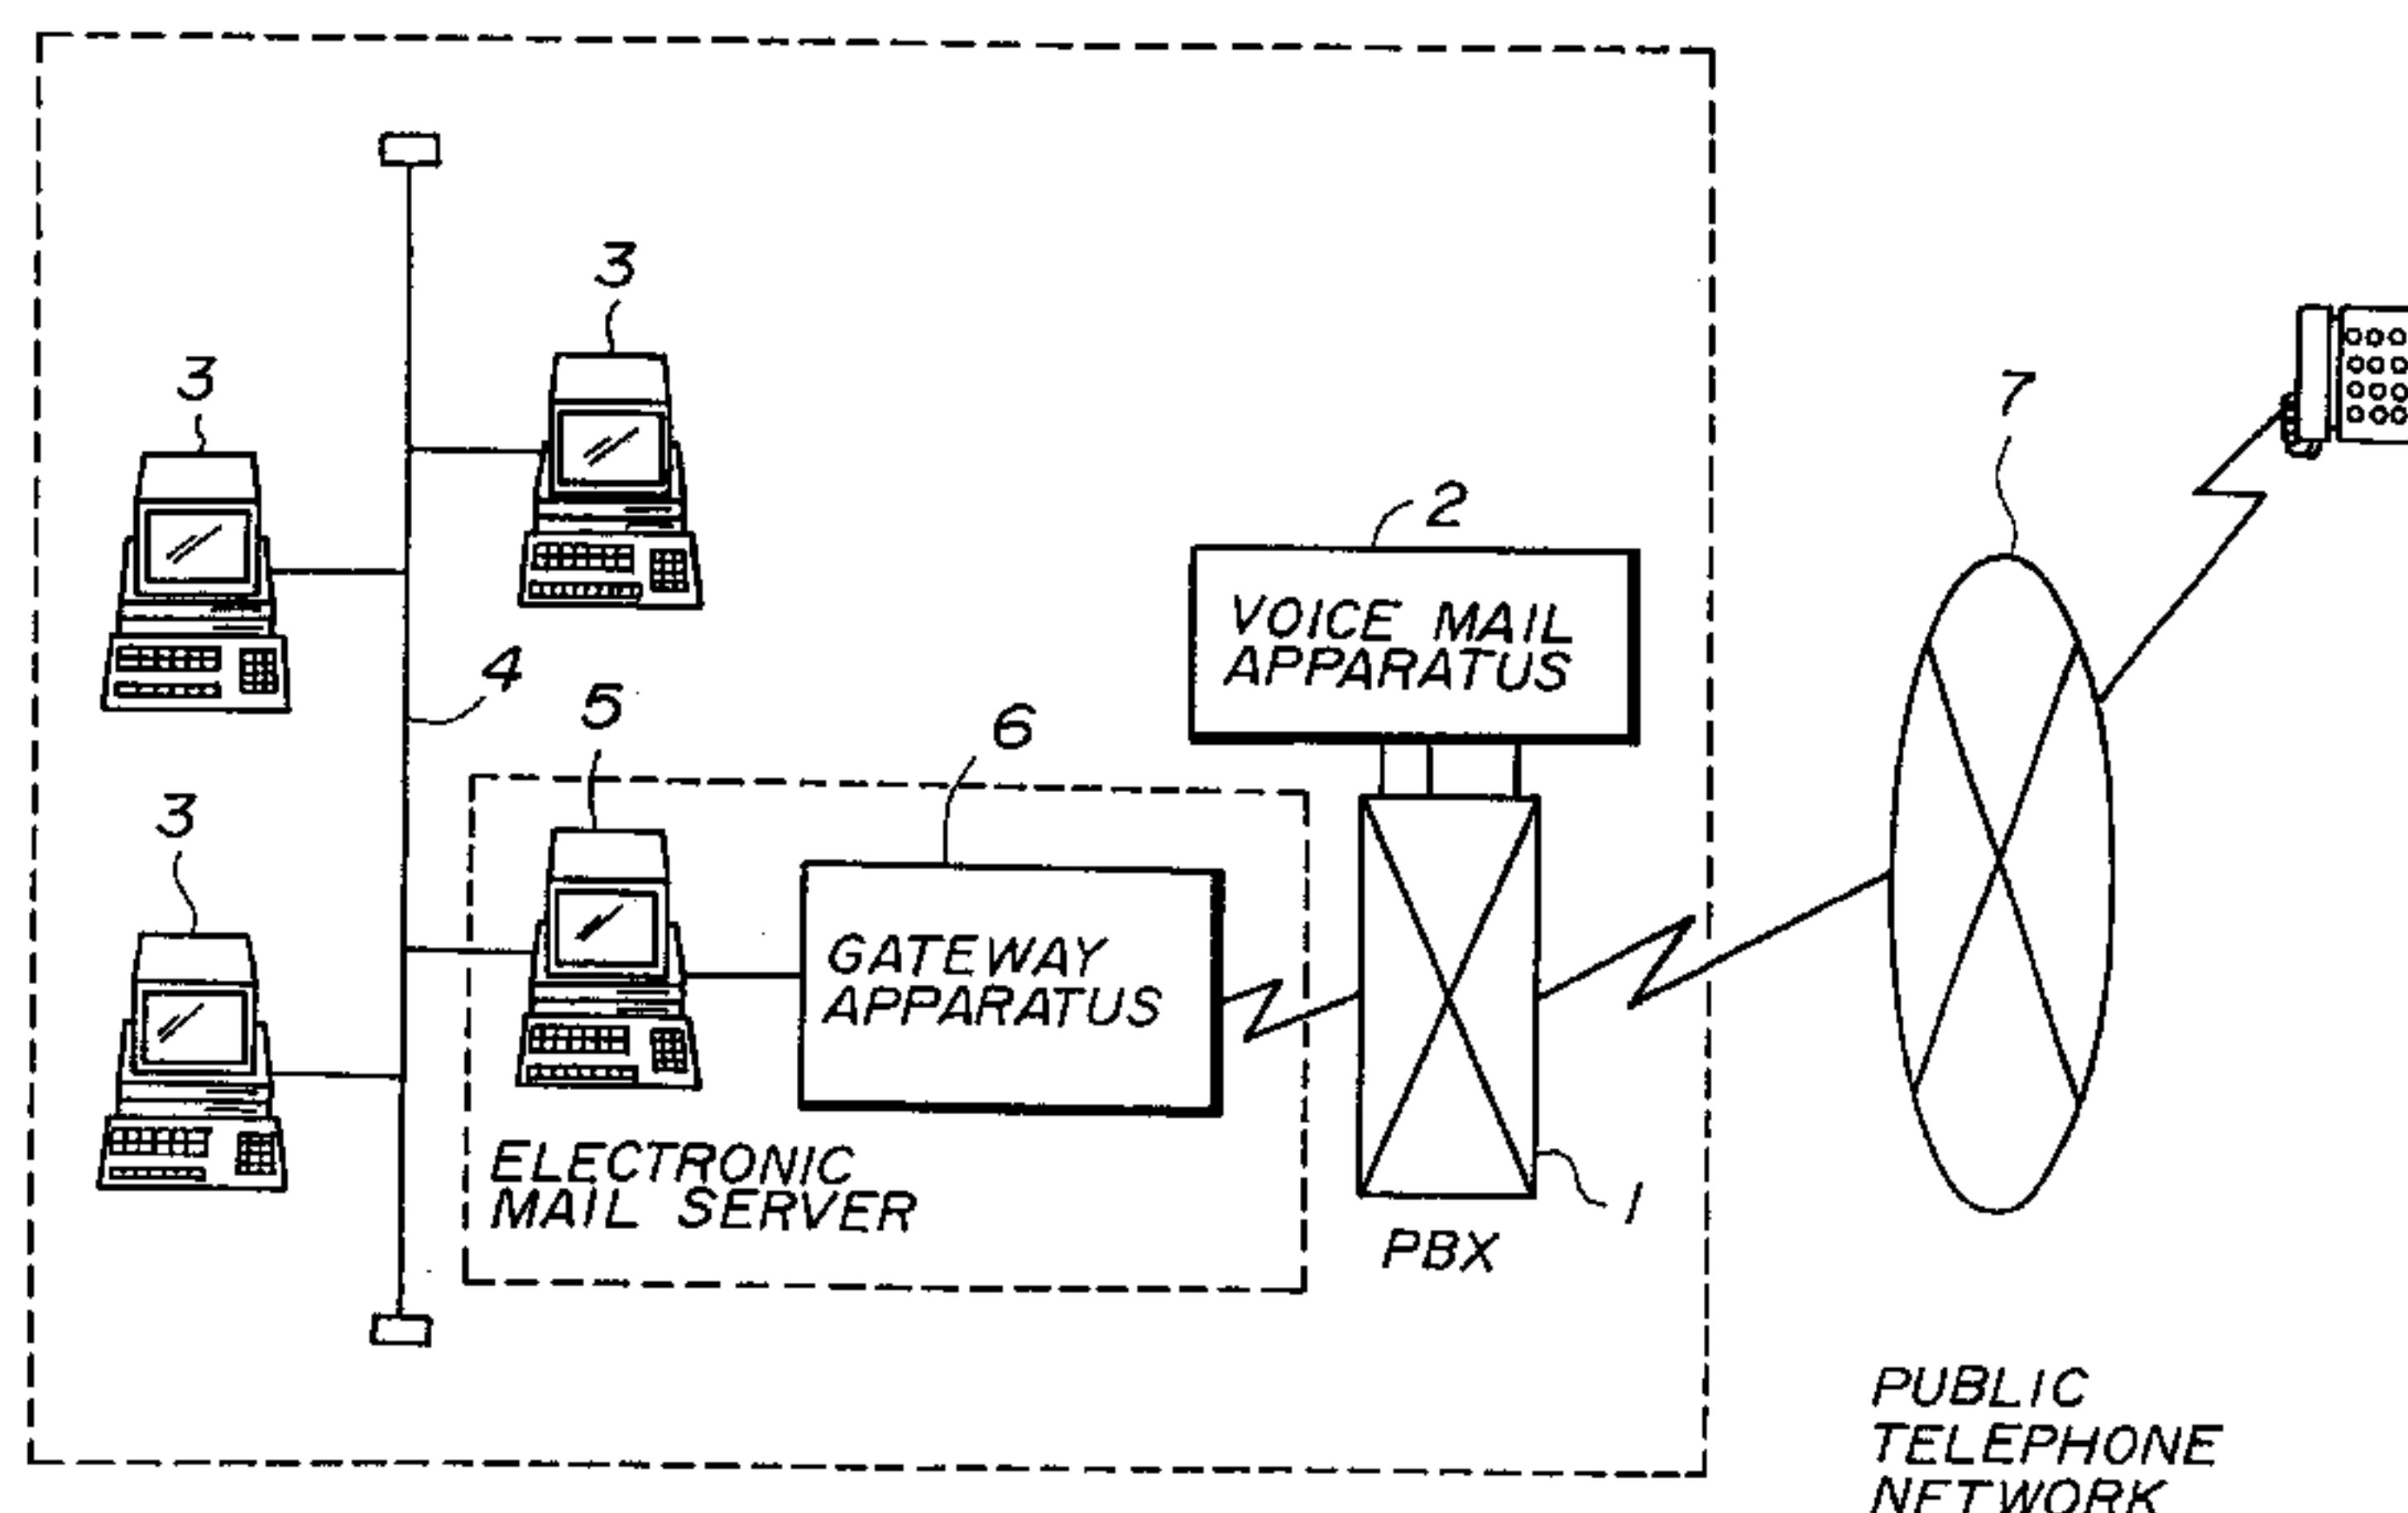 3
3
7
2
VOICE MAIL
APPARATUS
4
5
6
3
GATEWAY
APPARATUS
ELECTRONIC
MAIL SERVER
1
PBX
PUBLIC
TELEPHONE
NETWORK